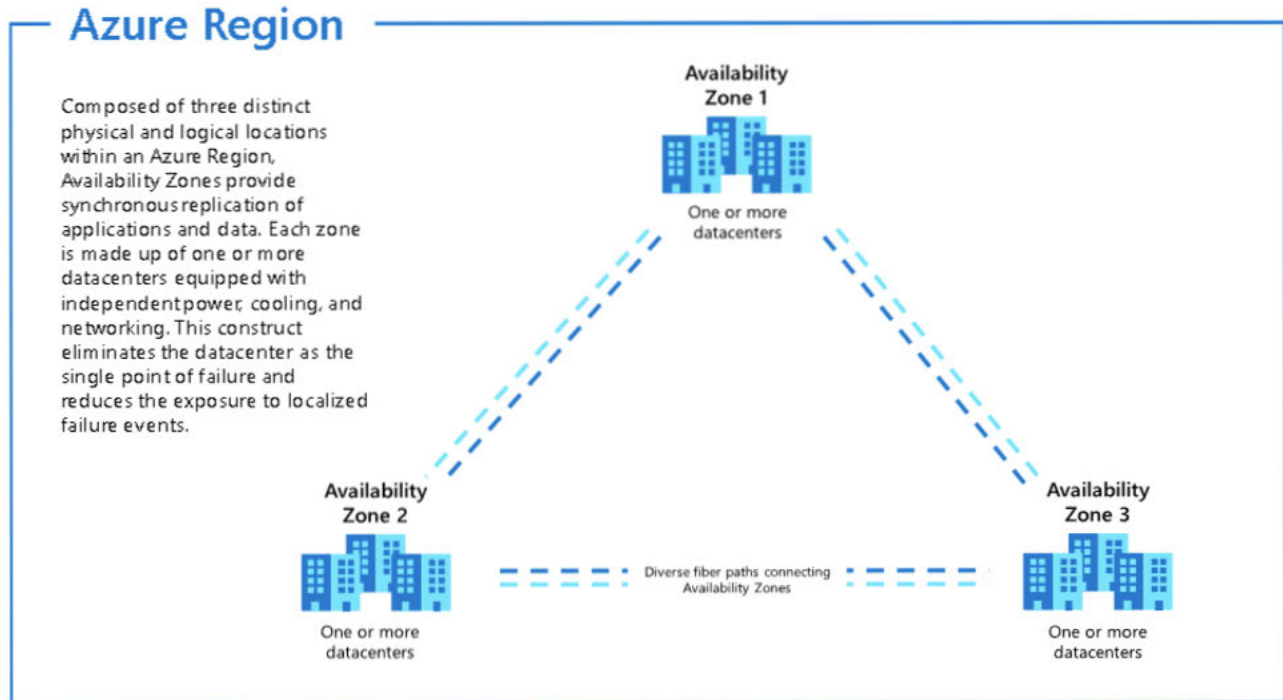 Azure Region
Composed of three distinct
physical and logical locations
within an Azure Region,
Availability Zones provide
synchronous replication of
applications and data. Each zone
is made up of one or more
datacenters equipped with
independent power, cooling, and
networking. This construct
eliminates the datacenter as the
single point of failure and
reduces the exposure to localized
failure events.
Availability
Zone 1
One or more
datacenters
Availability
Zone 2
One or more
datacenters
Diverse fiber paths connecting
Availability Zones
Availability
Zone 3
One or more
datacenters